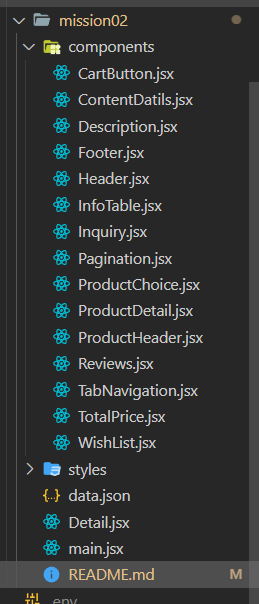 mission02
components
CartButton.jsx
ContentDatils.jsx
Description.jsx
Footer.jsx
Header.jsx
InfoTable.jsx
Inquiry.jsx
Pagination.jsx
ProductChoice.jsx
ProductDetail.jsx
ProductHeader.jsx
Reviews.jsx
TabNavigation.jsx
TotalPrice.jsx
WishList.jsx
styles
{..} data.json
Detail.jsx
main.jsx
README.md M
.env